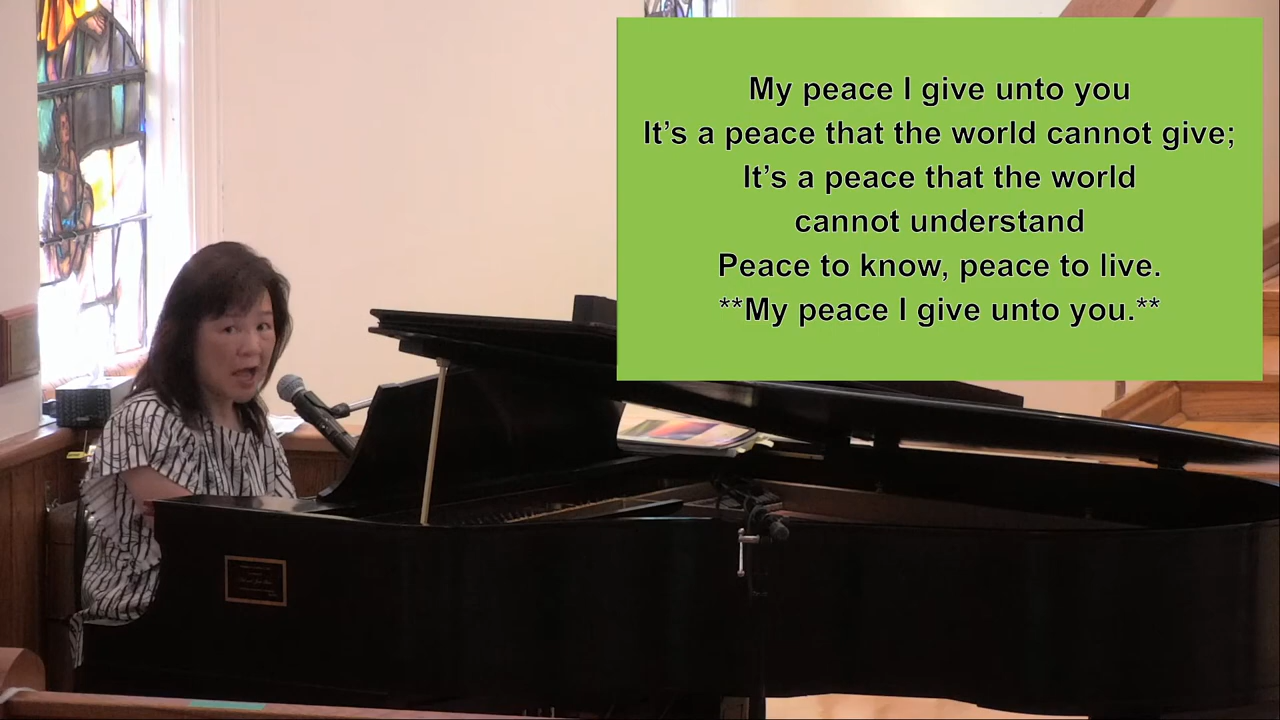 My peace I give unto you
It’s a peace that the world cannot give;
It’s a peace that the world
cannot understand
Peace to know, peace to live.
**My peace I give unto you.**